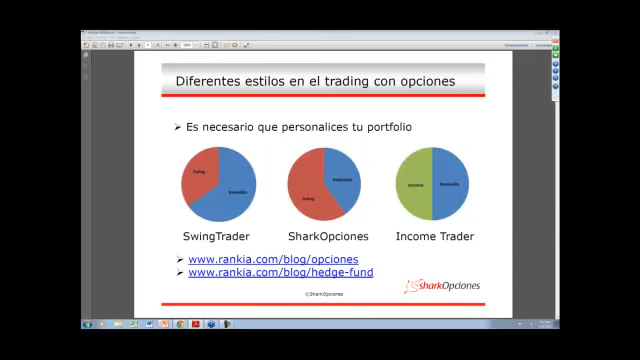 Diferentes estilos en el trading con opciones
Es necesario que personalices tu portfolio
Swing
Inversión
Inversión
Swing
Income
Inversión
SwingTrader
SharkOpciones
Income Trader
www.rankia.com/blog/opciones
www.rankia.com/blog/hedge-fund
sharkOpciones
©SharkOpciones